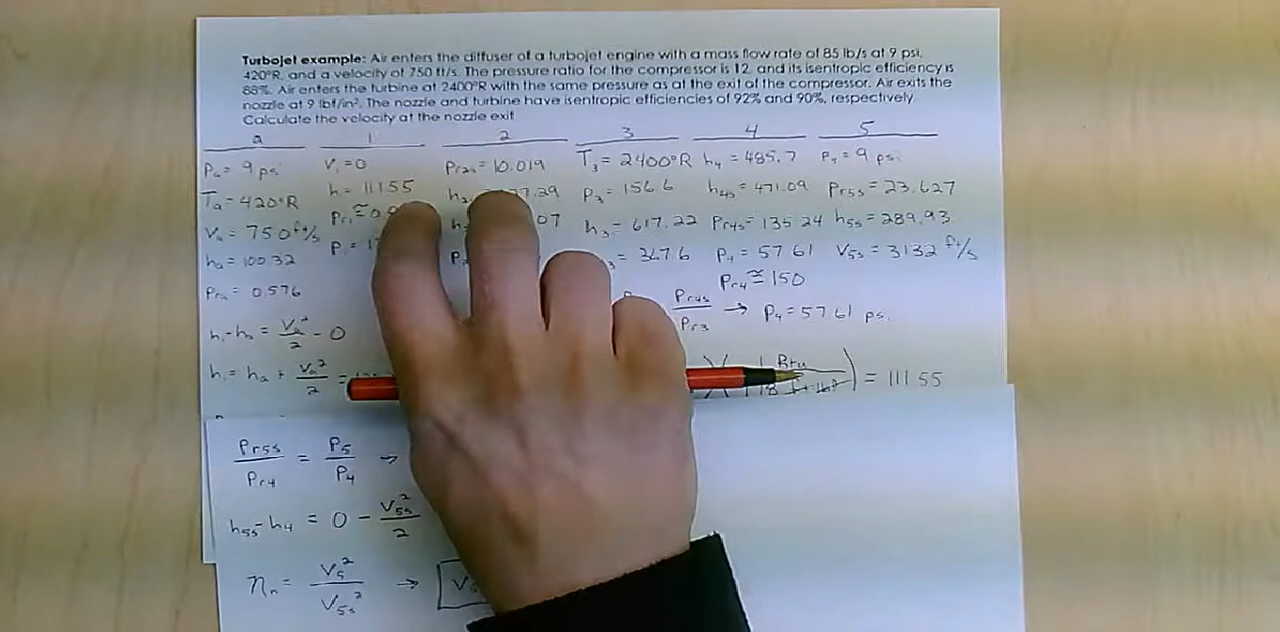 Turbojet example: Air enters the diffuser of a turbojet engine with a mass flow rate of 85 lb/s at 9 psi,
420°R, and a velocity of 750 ft/s. The pressure ratio for the compressor is 12, and its isentropic efficiency is
88%. Air enters the turbine at 2400°R with the same pressure as at the exit of the compressor. Air exits the
nozzle at 9 lbf/in². The nozzle and turbine have isentropic efficiencies of 92% and 90%, respectively
Calculate the velocity at the nozzle exit
a 1 2 3 4 5
Pa = 9 psi V1 = 0 Pr2s = 10.019 T3 = 2400°R h4 = 485.7 P5 = 9 psi
Ta = 420°R h1 = 111.55 7.29 P3 = 156.6 h4s = 471.09 Pr5s = 23.627
Va = 750 ft/s Pr1 ≅ 07 h3 = 617.22 Pr4s = 135.24 h5s = 289.93
ha = 100.32 = 367.6 P4 = 57.61 V5s = 3132 ft/s
Pra = 0.576 Pr4 ≅ 150
Pr4s/Pr3 → P4 = 57.61 psi
h1-ha = Va²/2 - 0
h1 = ha + Va²/2 = Btu = 111.55
Pr5s/Pr4 = P5/P4 →
h5s-h4 = 0 - V5s²/2
ηn = V5²/V5s² →